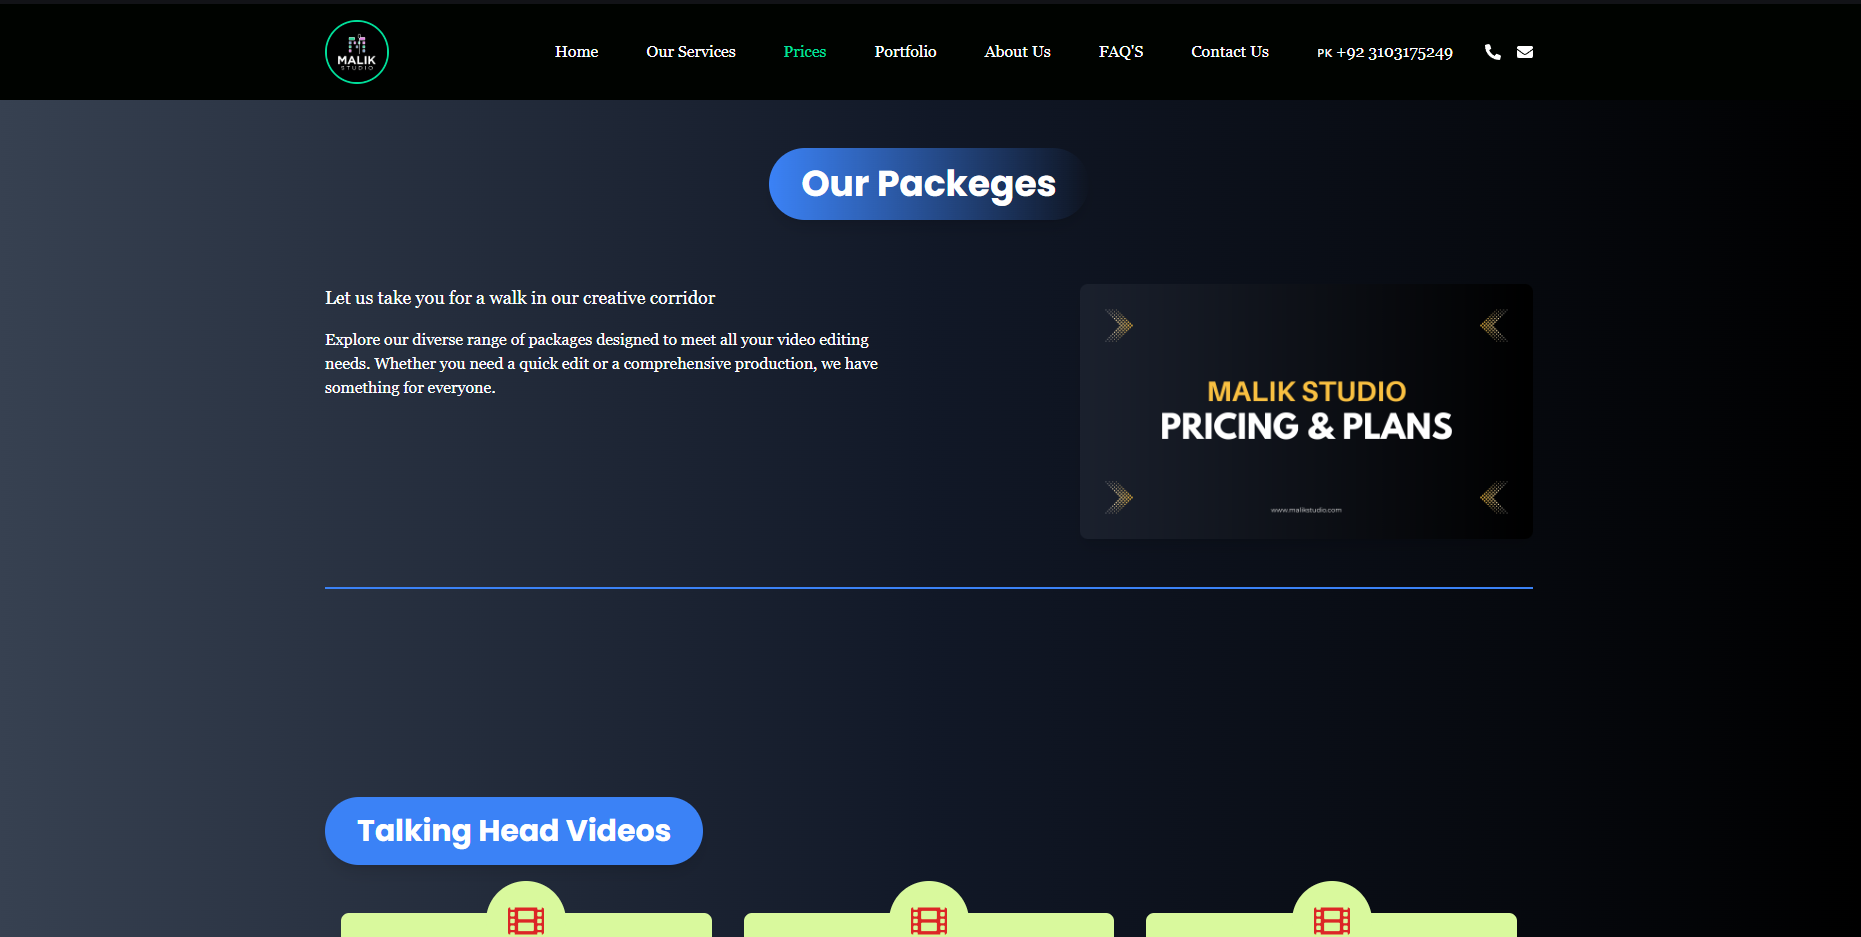 MALIK
STUDIO
Home
Our Services
Prices
Portfolio
About Us
FAQ'S
Contact Us
PK +92 3103175249
Our Packeges
Let us take you for a walk in our creative corridor
Explore our diverse range of packages designed to meet all your video editing
needs. Whether you need a quick edit or a comprehensive production, we have
something for everyone.
MALIK STUDIO
PRICING & PLANS
www.malikstudio.com
Talking Head Videos